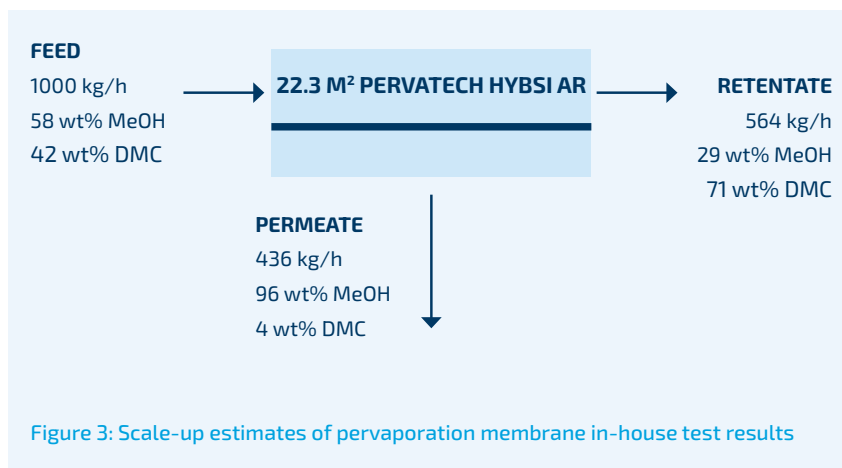 FEED
1000 kg/h
58 wt% MeOH
42 wt% DMC
22.3 M² PERVATECH HYBSI AR
RETENTATE
564 kg/h
29 wt% MeOH
71 wt% DMC
PERMEATE
436 kg/h
96 wt% MeOH
4 wt% DMC
Figure 3: Scale-up estimates of pervaporation membrane in-house test results